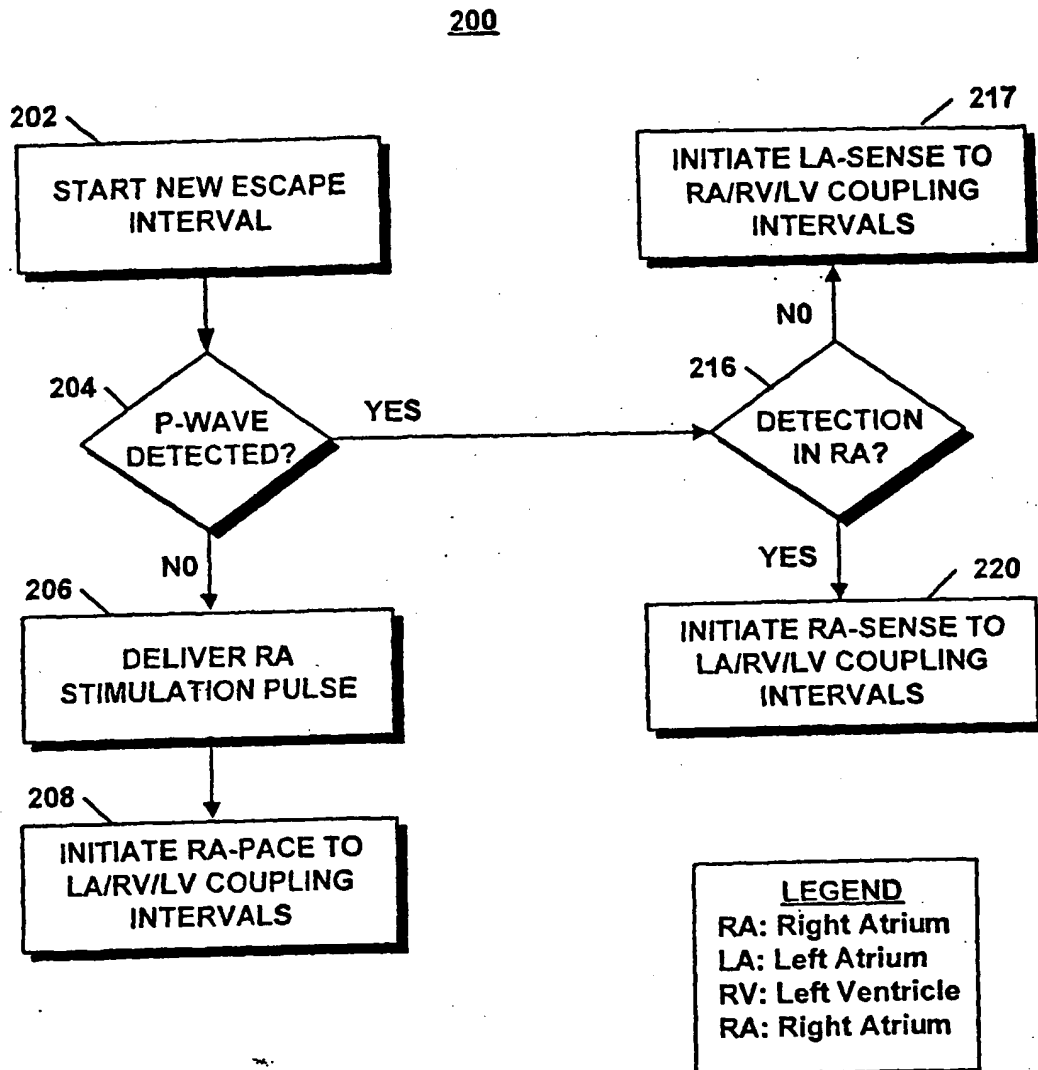 200
202
START NEW ESCAPE
INTERVAL
204
P-WAVE
DETECTED?
YES
NO
206
DELIVER RA
STIMULATION PULSE
208
INITIATE RA-PACE TO
LA/RV/LV COUPLING
INTERVALS
217
INITIATE LA-SENSE TO
RA/RV/LV COUPLING
INTERVALS
NO
216
DETECTION
IN RA?
YES
220
INITIATE RA-SENSE TO
LA/RV/LV COUPLING
INTERVALS
LEGEND
RA: Right Atrium
LA: Left Atrium
RV: Left Ventricle
RA: Right Atrium